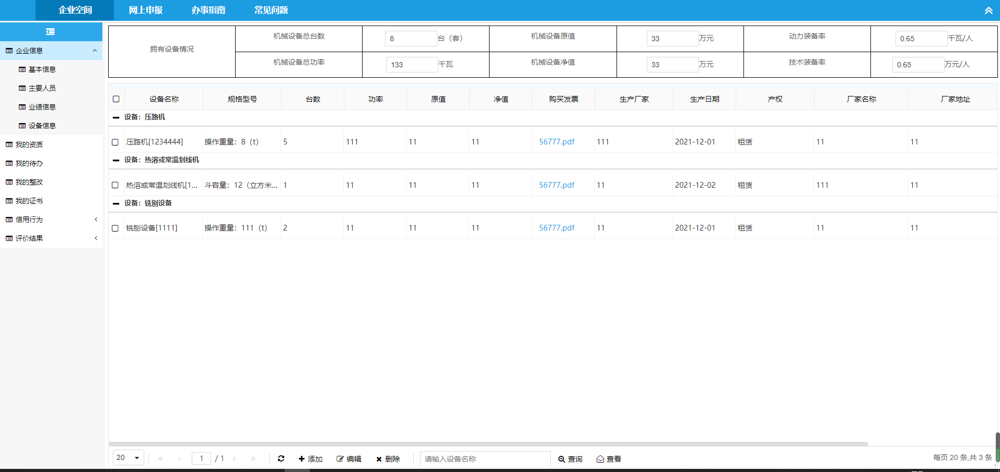 企业空间 网上申报 办事指南 常见问题
企业信息
基本信息
主要人员
业绩信息
设备信息
我的资质
我的待办
我的整改
我的证书
信用行为
评价结果
拥有设备情况 机械设备总台数 8 台（套） 机械设备原值 33 万元 动力装备率 0.65 千瓦/人
机械设备总功率 133 千瓦 机械设备净值 33 万元 技术装备率 0.65 万元/人
设备名称 规格型号 台数 功率 原值 净值 购买发票 生产厂家 生产日期 产权 厂家名称 厂家地址
设备：压路机
压路机[1234444] 操作重量：8（t） 5 111 11 11 56777.pdf 111 2021-12-01 租赁 11 11
设备：热溶或常温划线机
热溶或常温划线机[1... 斗容量：12（立方米... 1 11 11 11 56777.pdf 11 2021-12-02 租赁 111 11
设备：铣刨设备
铣刨设备[1111] 操作重量：111（t） 2 11 11 11 56777.pdf 11 2021-12-01 租赁 11 11
20 1 / 1 添加 编辑 删除 请输入设备名称 查询 查看 每页 20 条,共 3 条